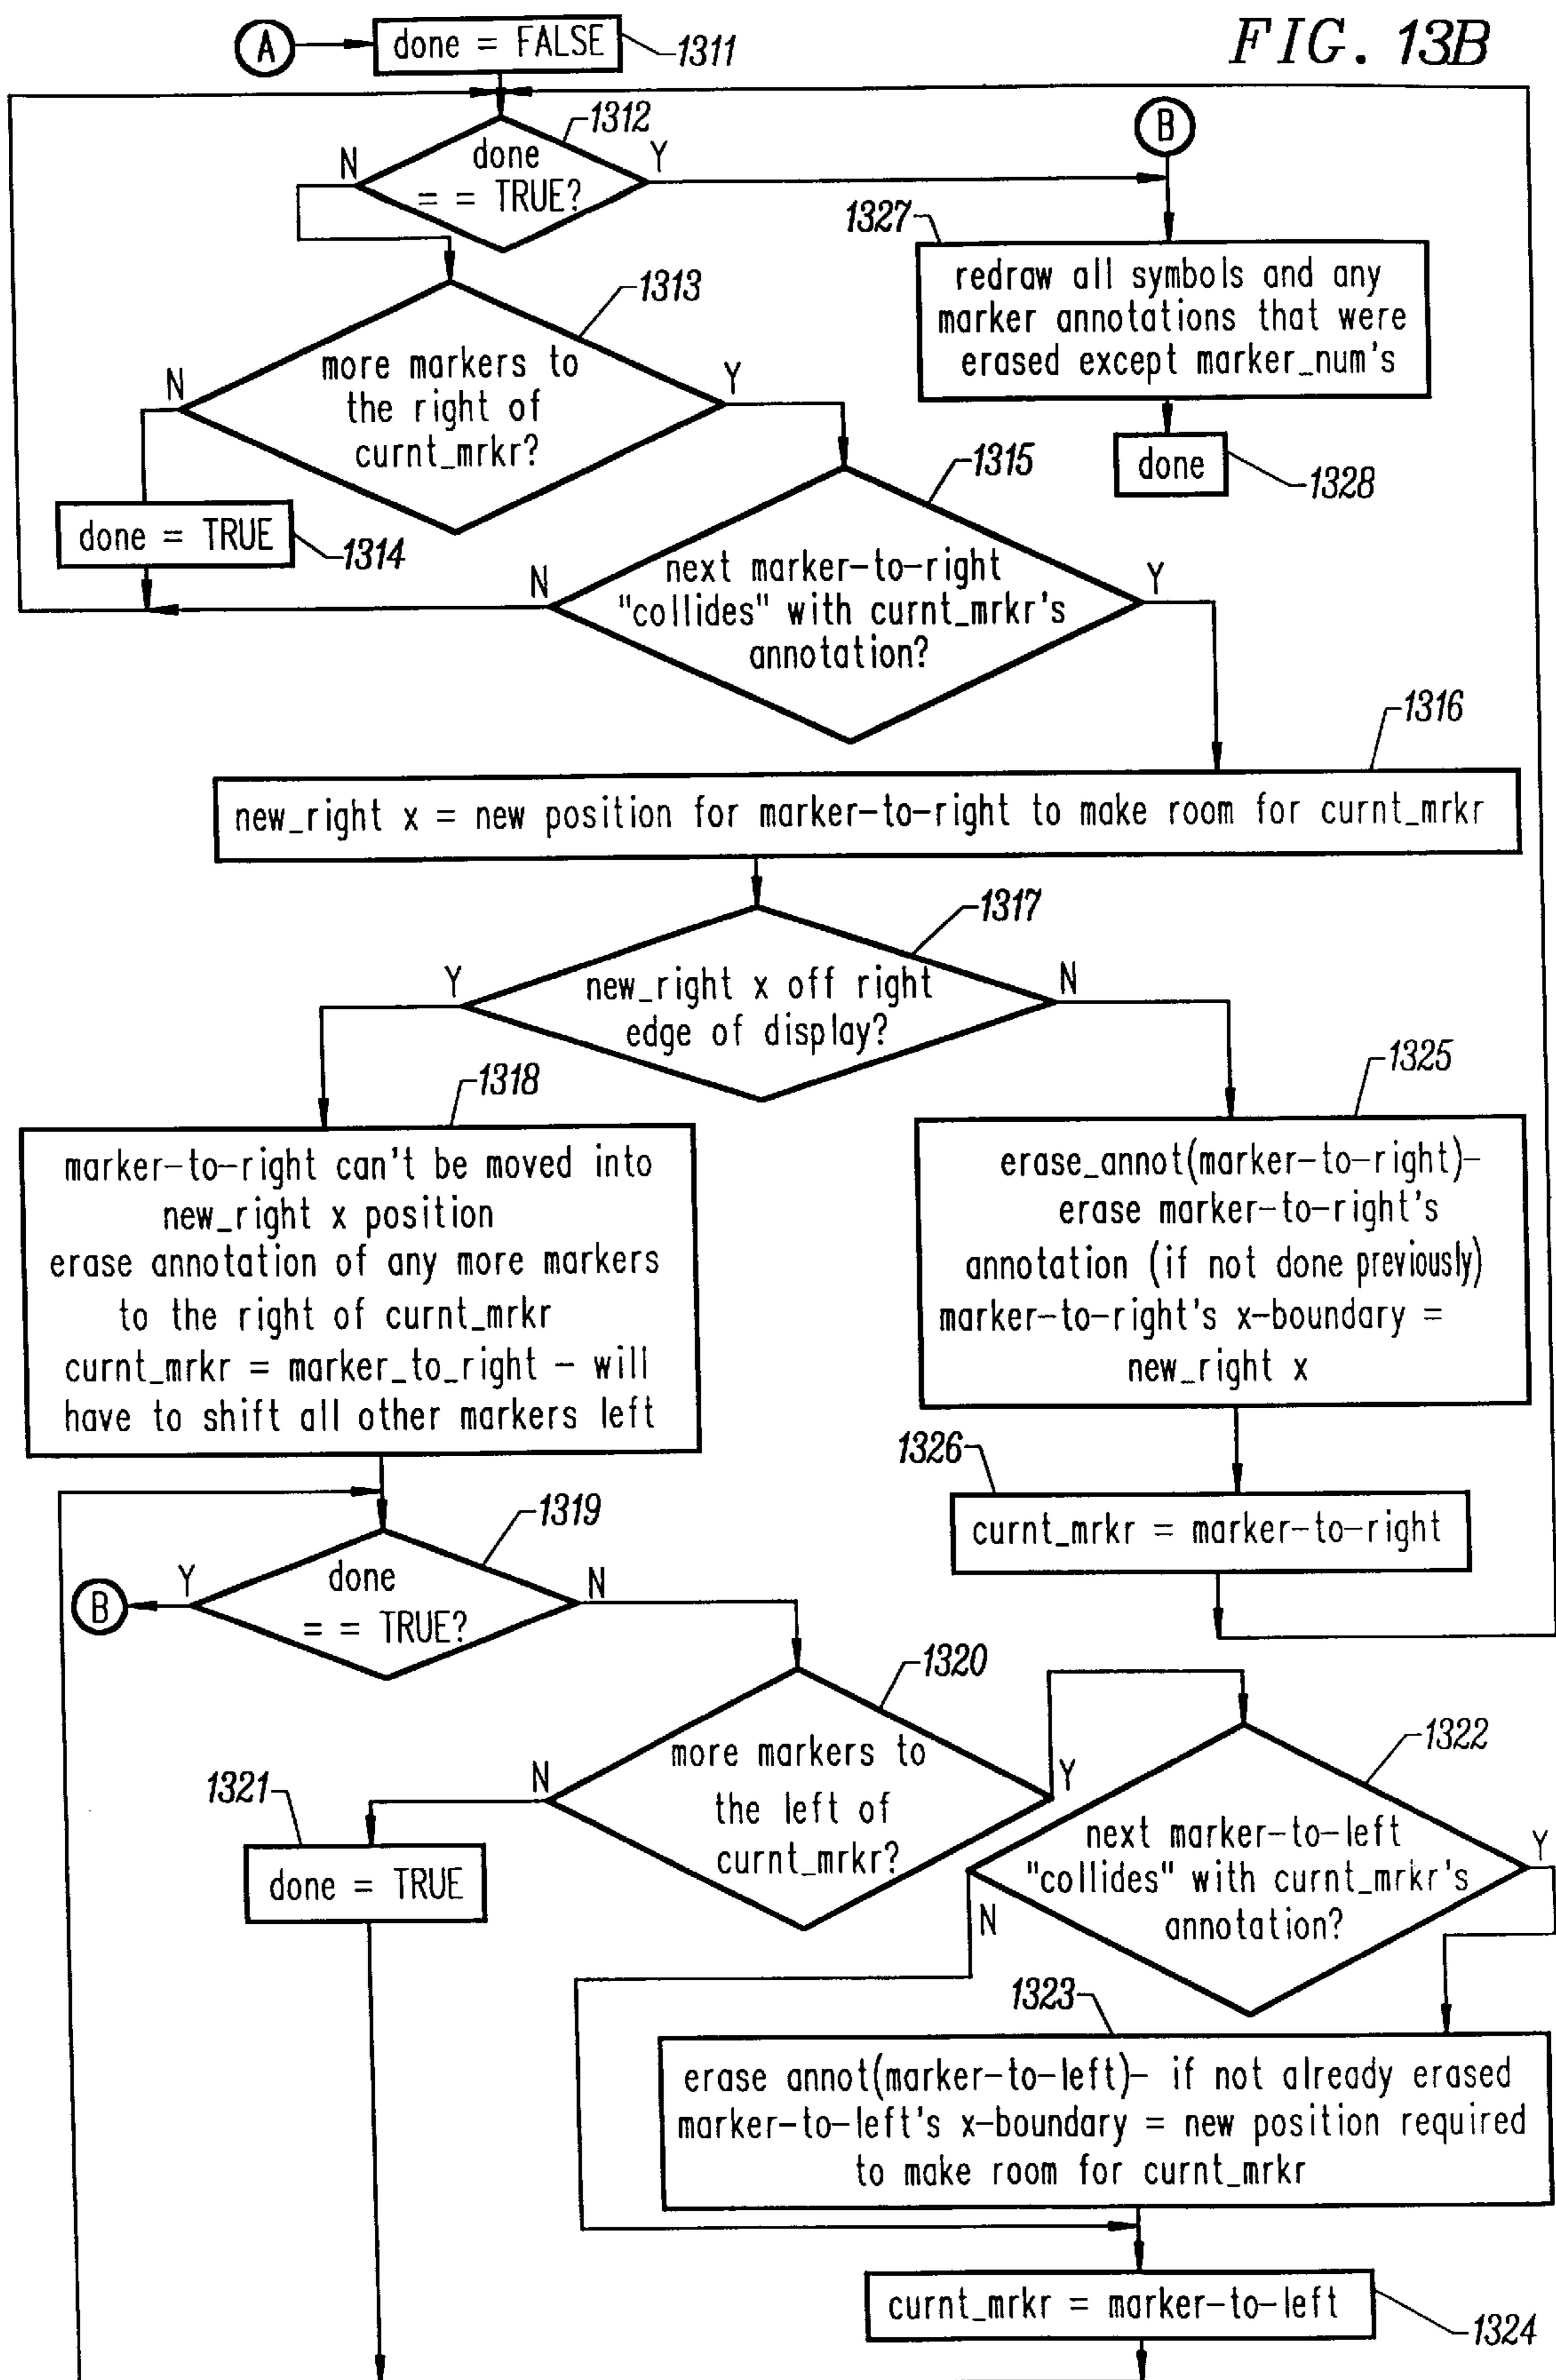 FIG. 13B
A
done = FALSE
1311
1312
done
= = TRUE?
N
Y
B
1327
redraw all symbols and any
marker annotations that were
erased except marker_num's
done
1328
1313
more markers to
the right of
curnt_mrkr?
N
Y
done = TRUE
1314
1315
next marker-to-right
"collides" with curnt_mrkr's
annotation?
N
Y
1316
new_right x = new position for marker-to-right to make room for curnt_mrkr
1317
new_right x off right
edge of display?
Y
N
1318
marker-to-right can't be moved into
new_right x position
erase annotation of any more markers
to the right of curnt_mrkr
curnt_mrkr = marker_to_right - will
have to shift all other markers left
1325
erase_annot(marker-to-right)-
erase marker-to-right's
annotation (if not done previously)
marker-to-right's x-boundary =
new_right x
1326
curnt_mrkr = marker-to-right
1319
done
= = TRUE?
Y
N
B
1320
more markers to
the left of
curnt_mrkr?
N
Y
1321
done = TRUE
1322
next marker-to-left
"collides" with curnt_mrkr's
annotation?
Y
N
1323
erase annot(marker-to-left)- if not already erased
marker-to-left's x-boundary = new position required
to make room for curnt_mrkr
curnt_mrkr = marker-to-left
1324